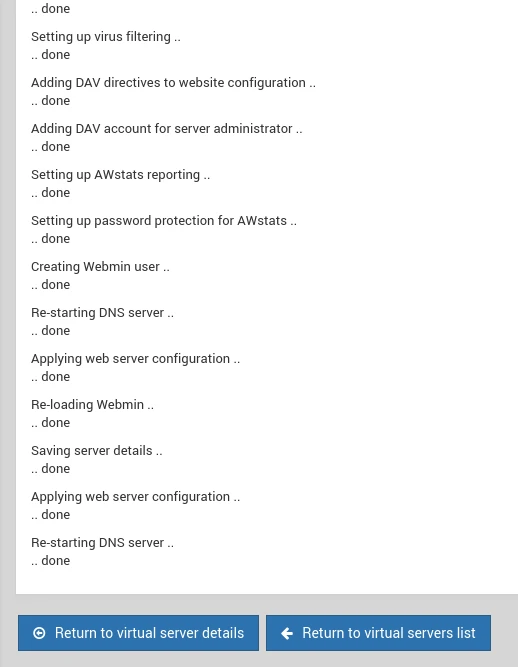 .. done
Setting up virus filtering ..
.. done
Adding DAV directives to website configuration ..
.. done
Adding DAV account for server administrator ..
.. done
Setting up AWstats reporting ..
.. done
Setting up password protection for AWstats ..
.. done
Creating Webmin user ..
.. done
Re-starting DNS server ..
.. done
Applying web server configuration ..
.. done
Re-loading Webmin ..
.. done
Saving server details ..
.. done
Applying web server configuration ..
.. done
Re-starting DNS server ..
.. done
Return to virtual server details
Return to virtual servers list